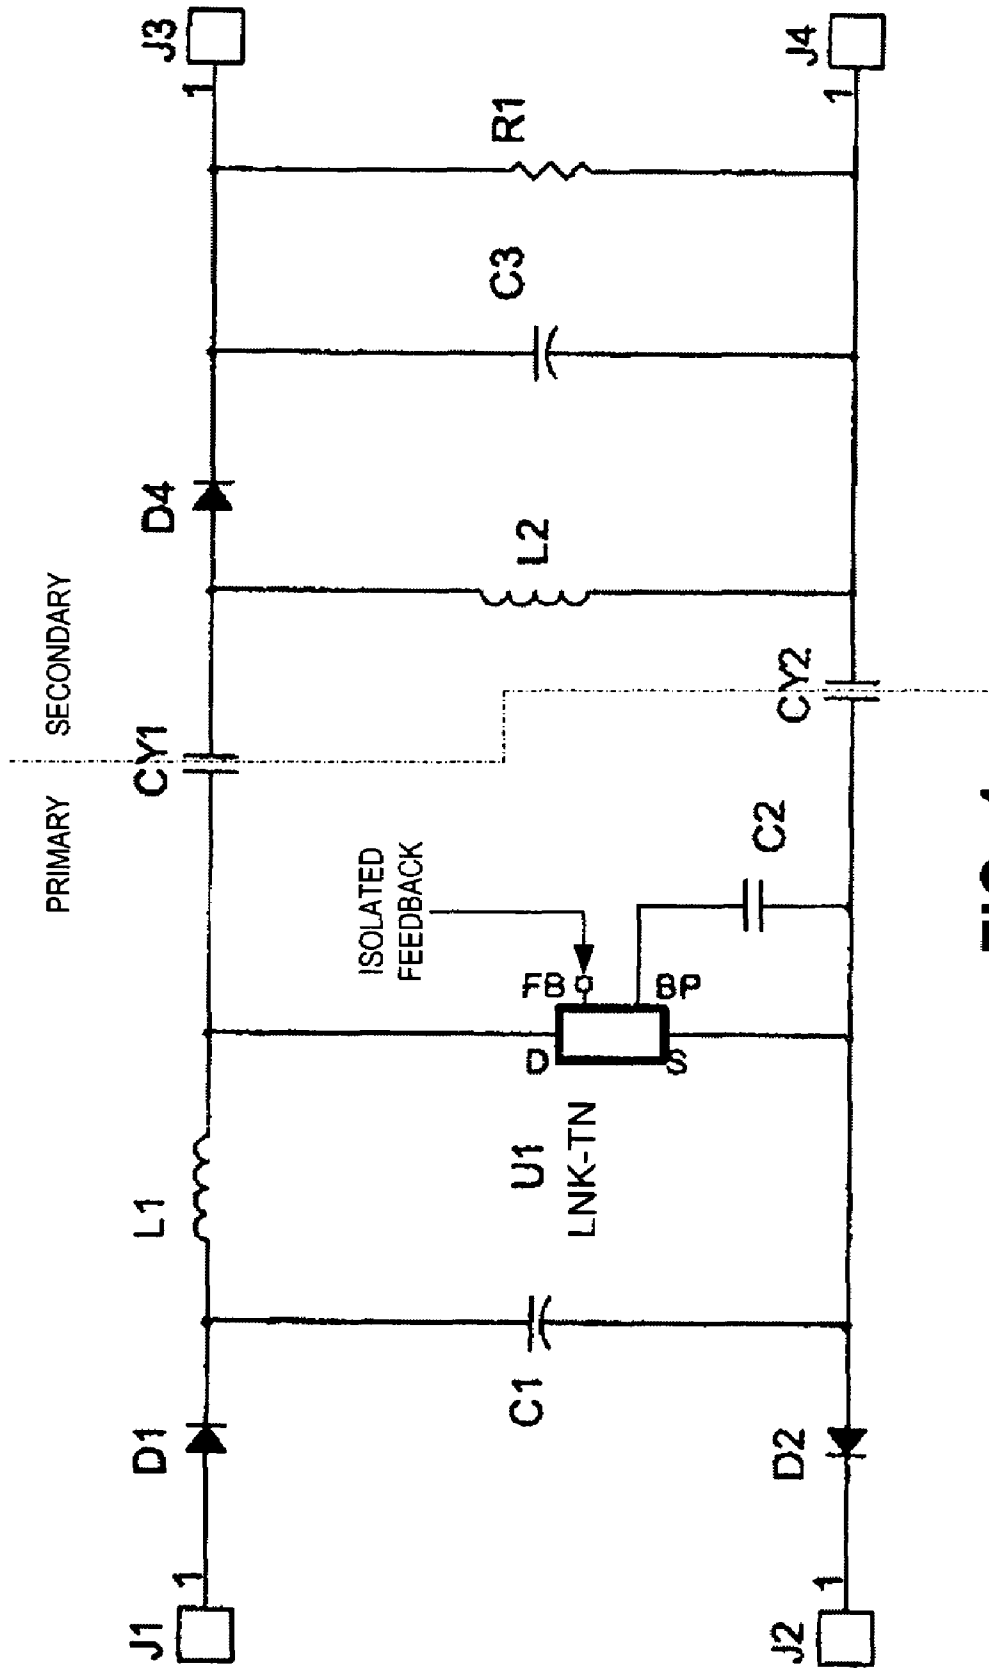 PRIMARY
SECONDARY
J1
1
D1
L1
CY1
D4
J3
1
C1
U1
LNK-TN
D
S
FB
BP
ISOLATED
FEEDBACK
C2
L2
C3
R1
J2
1
D2
CY2
J4
1